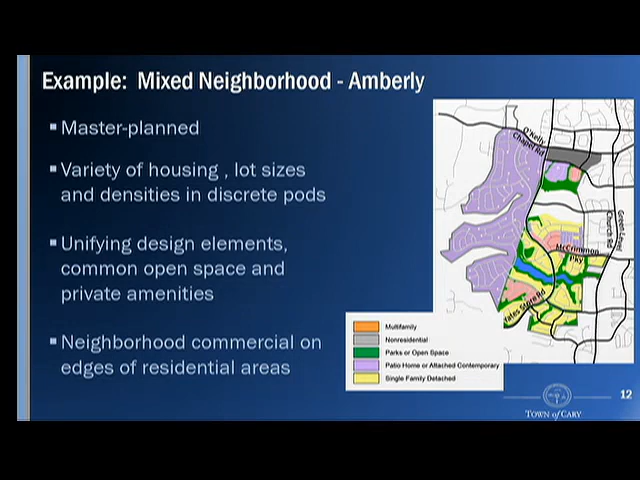 Example: Mixed Neighborhood - Amberly
Master-planned
Variety of housing , lot sizes
and densities in discrete pods
Unifying design elements,
common open space and
private amenities
Neighborhood commercial on
edges of residential areas
O'Kelly
Chapel Rd
Green Level
Church Rd
McCrimmon
Pky
Yates Store Rd
Multifamily
Nonresidential
Parks or Open Space
Patio Home or Attached Contemporary
Single Family Detached
12
TOWN of CARY